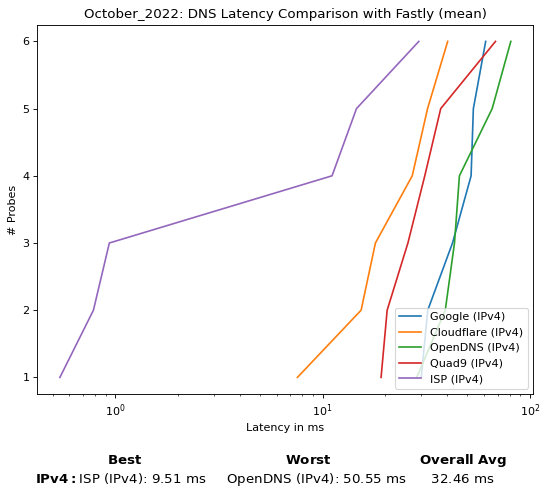 October_2022: DNS Latency Comparison with Fastly (mean)
# Probes
6
5
4
3
2
1
Google (IPv4)
Cloudflare (IPv4)
OpenDNS (IPv4)
Quad9 (IPv4)
ISP (IPv4)
10⁰ 10¹ 10²
Latency in ms
Best Worst Overall Avg
IPv4: ISP (IPv4): 9.51 ms OpenDNS (IPv4): 50.55 ms 32.46 ms